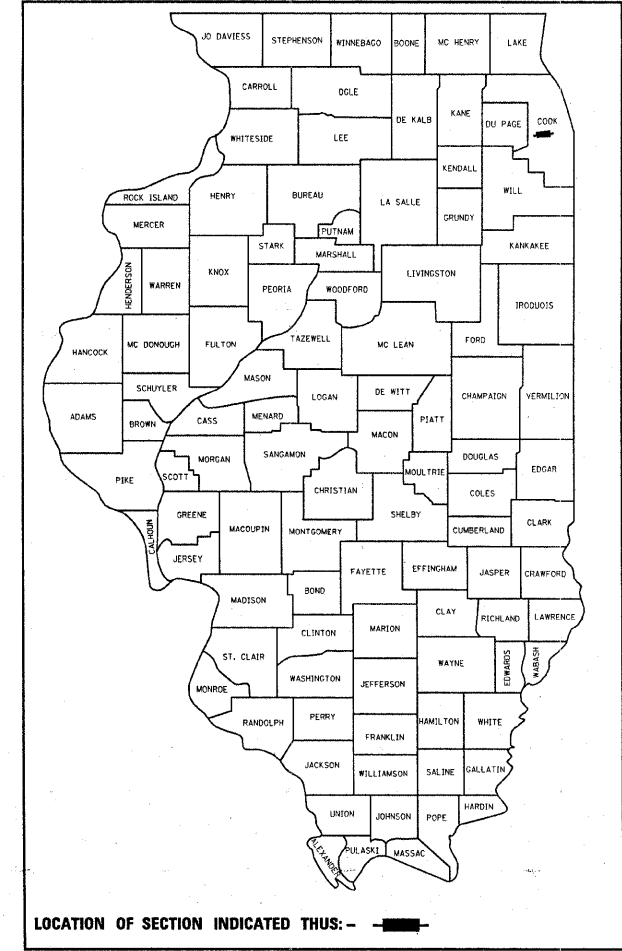 JO DAVIESS
STEPHENSON
WINNEBAGO
BOONE
MC HENRY
LAKE
CARROLL
OGLE
DE KALB
KANE
DU PAGE
COOK
WHITESIDE
LEE
KENDALL
WILL
ROCK ISLAND
HENRY
BUREAU
LA SALLE
GRUNDY
MERCER
PUTNAM
STARK
MARSHALL
KANKAKEE
HENDERSON
WARREN
KNOX
PEORIA
WOODFORD
LIVINGSTON
IROQUOIS
HANCOCK
MC DONOUGH
FULTON
TAZEWELL
MC LEAN
FORD
MASON
SCHUYLER
LOGAN
DE WITT
CHAMPAIGN
VERMILION
ADAMS
BROWN
CASS
MENARD
MACON
PIATT
PIKE
SCOTT
MORGAN
SANGAMON
CHRISTIAN
MOULTRIE
DOUGLAS
EDGAR
COLES
CALHOUN
GREENE
MACOUPIN
MONTGOMERY
SHELBY
CUMBERLAND
CLARK
JERSEY
FAYETTE
EFFINGHAM
JASPER
CRAWFORD
MADISON
BOND
CLAY
RICHLAND
LAWRENCE
CLINTON
MARION
ST. CLAIR
WAYNE
EDWARDS
WABASH
WASHINGTON
JEFFERSON
MONROE
RANDOLPH
PERRY
HAMILTON
WHITE
FRANKLIN
JACKSON
WILLIAMSON
SALINE
GALLATIN
UNION
JOHNSON
POPE
HARDIN
ALEXANDER
PULASKI
MASSAC
LOCATION OF SECTION INDICATED THUS: -